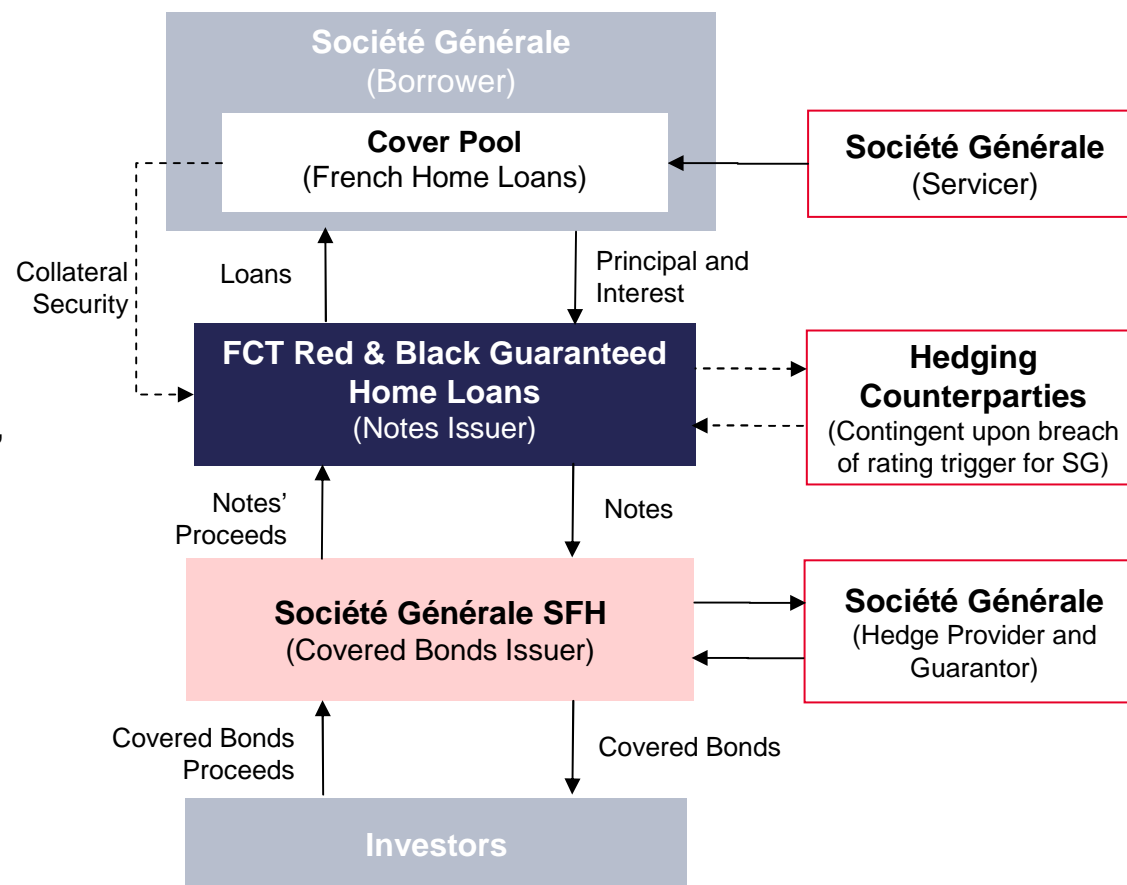 Société Générale
(Borrower)
Cover Pool
(French Home Loans)
Société Générale
(Servicer)
Collateral
Security
Loans
Principal and
Interest
FCT Red & Black Guaranteed
Home Loans
(Notes Issuer)
Hedging
Counterparties
(Contingent upon breach
of rating trigger for SG)
,
Notes’
Proceeds
Notes
Société Générale SFH
(Covered Bonds Issuer)
Société Générale
(Hedge Provider and
Guarantor)
Covered Bonds
Proceeds
Covered Bonds
Investors